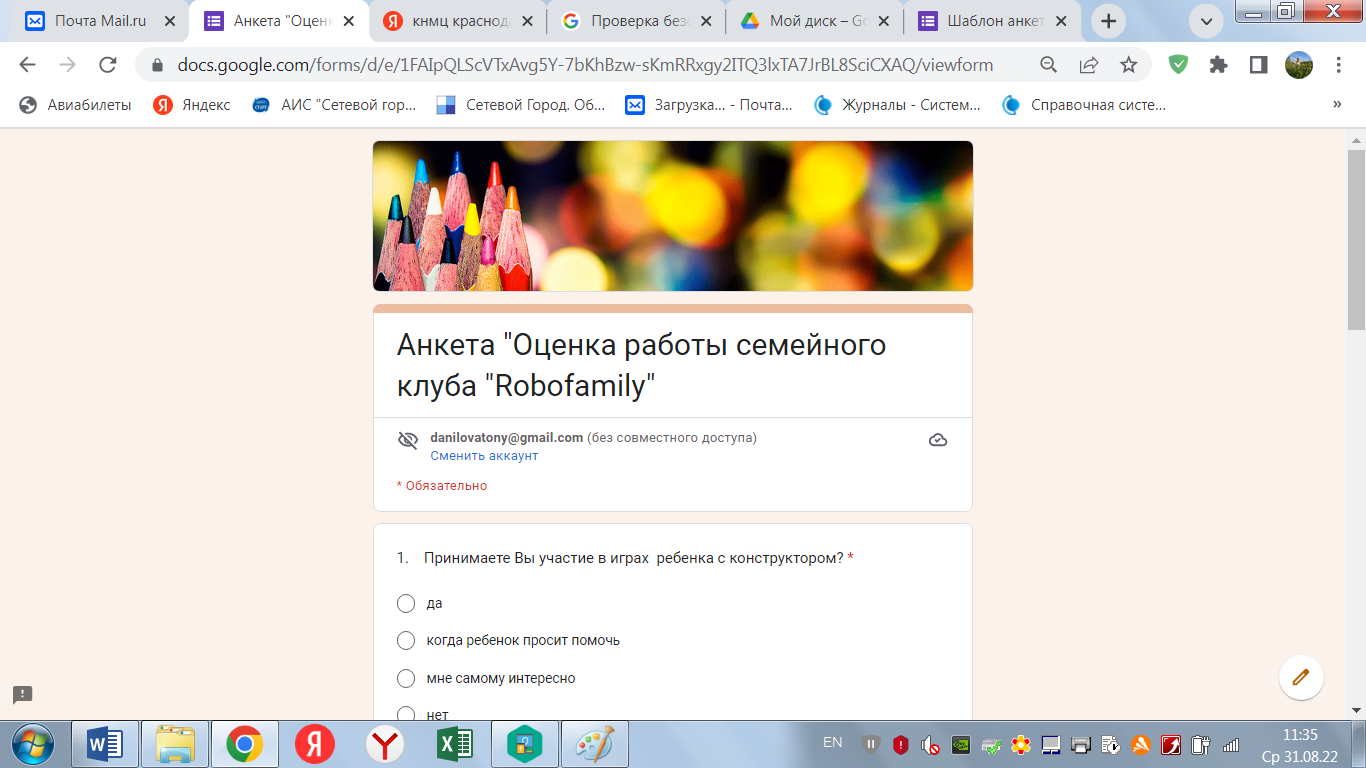 Почта Mail.ru
Анкета "Оцен
кнмц краснода
Проверка безо
Мой диск – Go
Шаблон анкет
docs.google.com/forms/d/e/1FAIpQLScVTxAvg5Y-7bKhBzw-sKmRRxgy2ITQ3lxTA7JrBL8SciCXAQ/viewform
Авиабилеты
Яндекс
АИС "Сетевой гор...
Сетевой Город. Об...
Загрузка... - Почта...
Журналы - Систем...
Справочная систе...
»
Анкета "Оценка работы семейного
клуба "Robofamily"
danilovatony@gmail.com (без совместного доступа)
Сменить аккаунт
* Обязательно
1. Принимаете Вы участие в играх  ребенка с конструктором? *
да
когда ребенок просит помочь
мне самому интересно
нет
EN
11:35
Ср 31.08.22